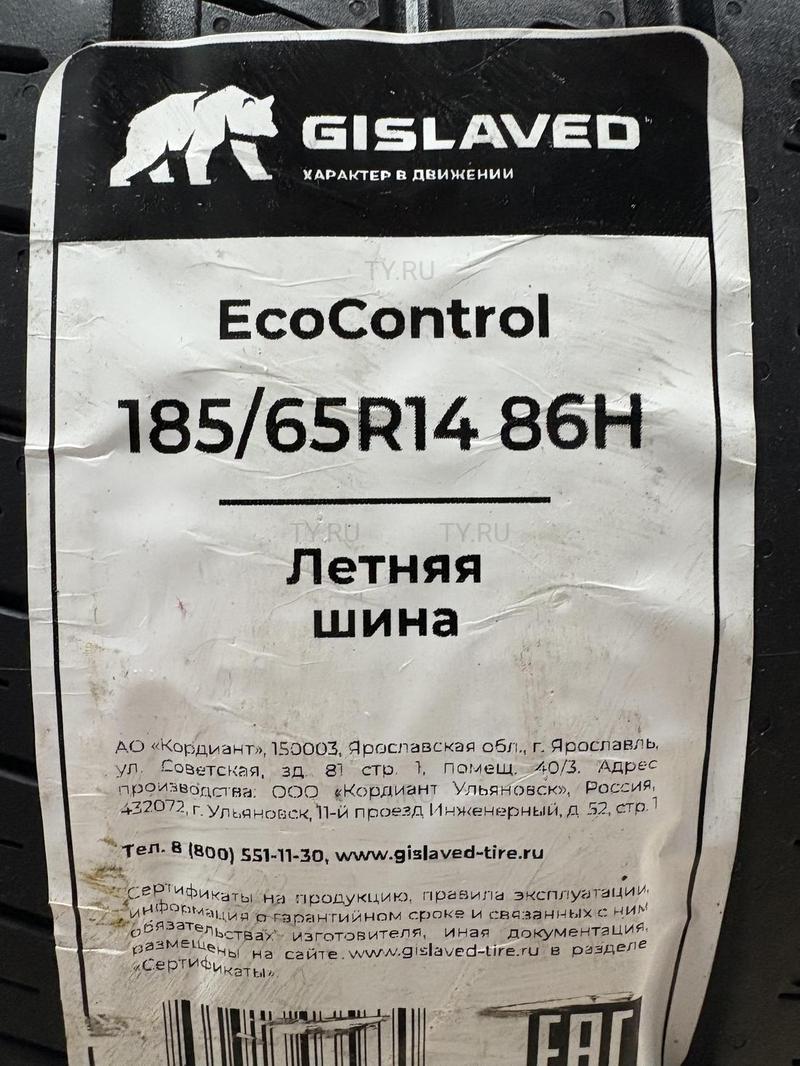 GISLAVED
ХАРАКТЕР В ДВИЖЕНИИ
TY.RU
EcoControl
185/65R14 86H
TY.RU TY.RU
Летняя
шина
АО «Кордиант», 150003, Ярославская обл., г. Ярославль,
ул. Советская, зд. 81 стр. 1, помещ. 40/3. Адрес
производства: ООО «Кордиант Ульяновск», Россия,
432072, г. Ульяновск, 11-й проезд Инженерный, д. 52, стр. 1
Тел. 8 (800) 551-11-30, www.gislaved-tire.ru
Сертификаты на продукцию, правила эксплуатации,
информация о гарантийном сроке и связанных с ним
обязательствах изготовителя, иная документация,
размещены на сайте www.gislaved-tire.ru в разделе
«Сертификаты».
EAC